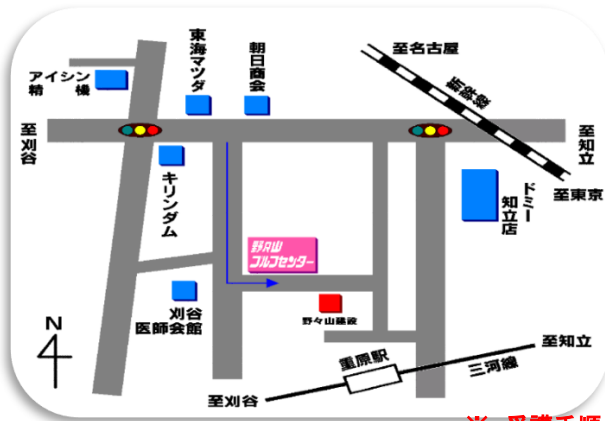 至名古屋
新幹線
東海マツダ
朝日商会
アイシン
精機
至刈谷
至知立
キリンダム
ドミー
知立店
至東京
野々山
ゴルフセンター
野々山建設
刈谷
医師会館
N
重原駅
至知立
三河線
至刈谷